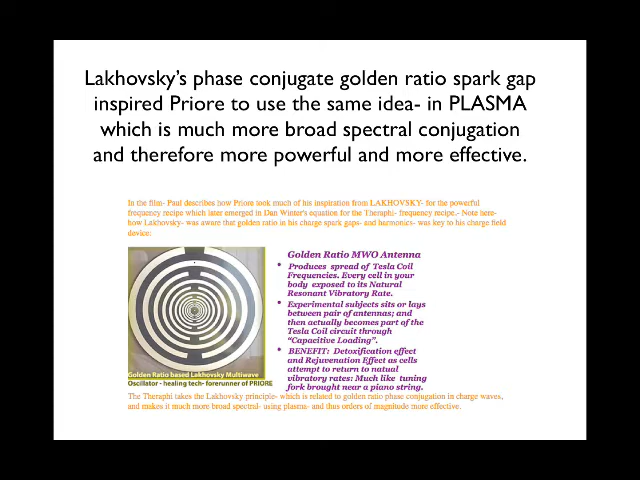 Lakhovsky's phase conjugate golden ratio spark gap
inspired Priore to use the same idea- in PLASMA
which is much more broad spectral conjugation
and therefore more powerful and more effective.
In the film- Paul describes how Priore took much of his inspiration from LAKHOVSKY- for the powerful
frequency recipe which later emerged in Dan Winter's equation for the Theraphi- frequency recipe.- Note here-
how Lakhovsky- was aware that golden ratio in his charge spark gaps- and harmonics- was key to his charge field
device:
Golden Ratio MWO Antenna
• Produces spread of Tesla Coil
Frequencies. Every cell in your
body exposed to its Natural
Resonant Vibratory Rate.
• Experimental subjects sits or lays
between pair of antennas; and
then actually becomes part of the
Tesla Coil circuit through
"Capacitive Loading".
• BENEFIT: Detoxification effect
and Rejuvenation Effect as cells
attempt to return to natual
vibratory rates: Much like tuning
fork brought near a piano string.
Golden Ratio based Lakhovsky Multiwave
Oscillator - healing tech- forerunner of PRIORE
The Theraphi takes the Lakhovsky principle- which is related to golden ratio phase conjugation in charge waves,
and makes it much more broad spectral- using plasma- and thus orders of magnitude more effective.